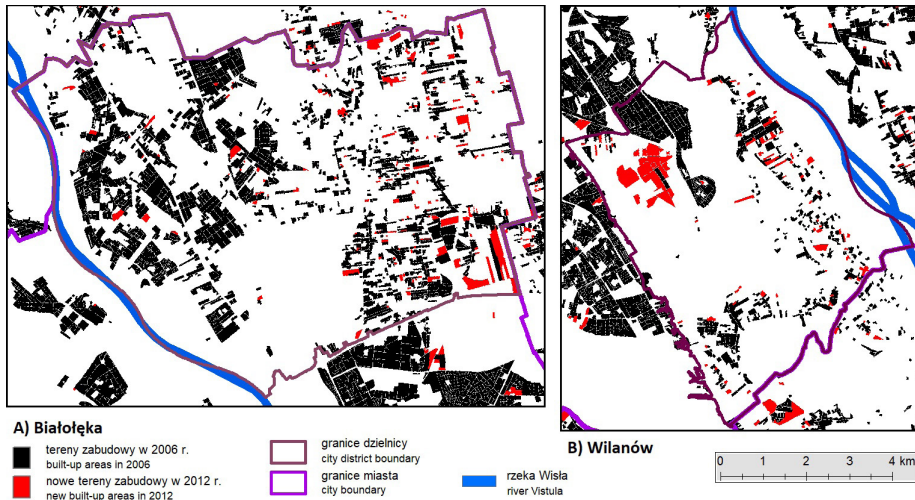 A) Białołęka
tereny zabudowy w 2006 r.
built-up areas in 2006
nowe tereny zabudowy w 2012 r.
new built-up areas in 2012
granice dzielnicy
city district boundary
granice miasta
city boundary
rzeka Wisła
river Vistula
B) Wilanów
0 1 2 3 4 km